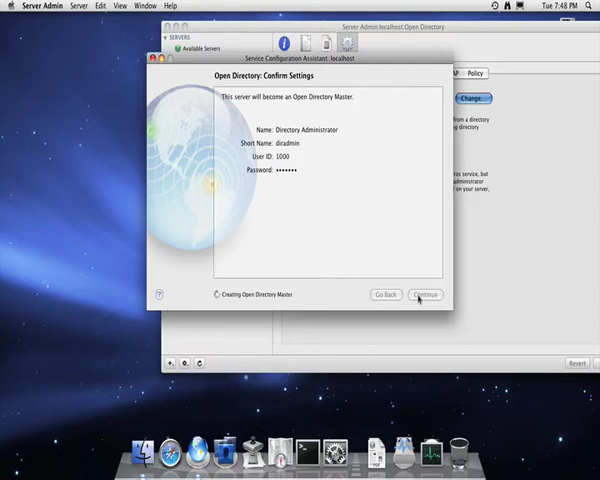 Server Admin Server Edit View Window Help
Tue 7:48 PM
Server Admin:localhost:Open Directory
SERVERS
Available Servers
Service Configuration Assistant :localhost
Open Directory: Confirm Settings
Policy
This server will become an Open Directory Master.
Change...
from a directory
Name: Directory Administrator
Short Name: diradmin
User ID: 1000
Password: •••••••
ros service, but
administrator
on your server,
? Creating Open Directory Master Go Back Continue
Revert